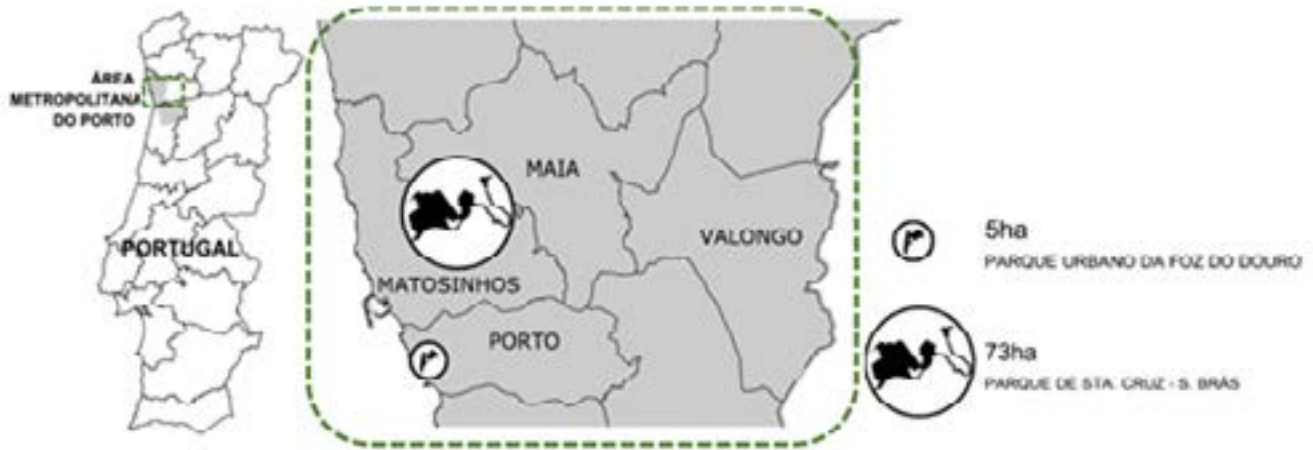 ÁREA
METROPOLITANA
DO PORTO
PORTUGAL
MAIA
VALONGO
MATOSINHOS
PORTO
5ha
PARQUE URBANO DA FOZ DO DOURO
73ha
PARQUE DE STA. CRUZ - S. BRÁS